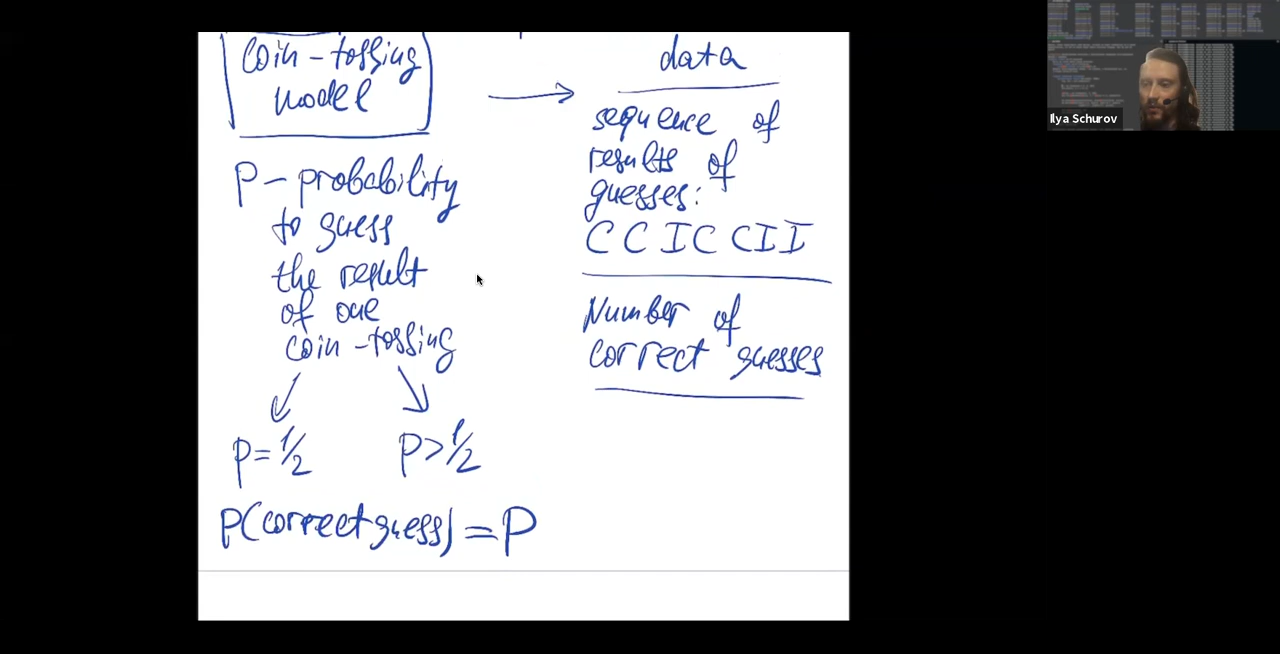 coin-tossing
model
P - probability
to guess
the result
of one
coin-tossing
p=1/2
p>1/2
P(correct guess) = P
data
sequence of
results of
guesses:
C C I C C I I
Number of
correct guesses
Ilya Schurov